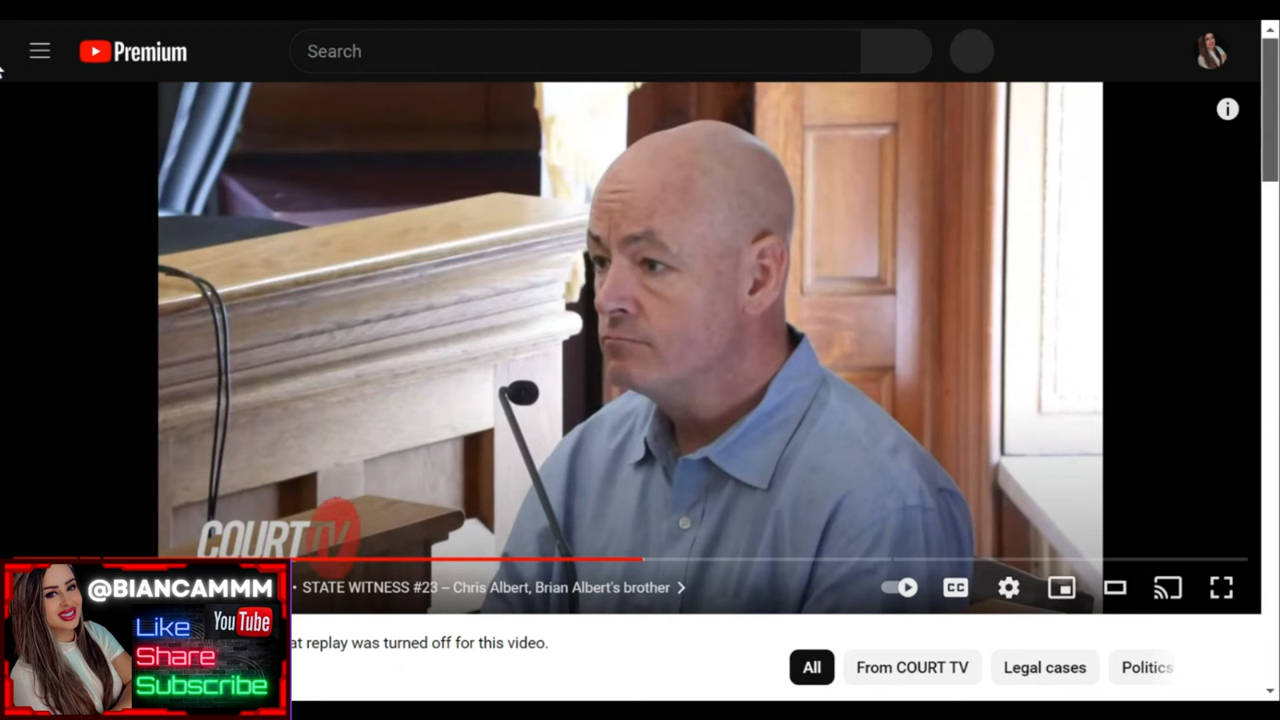 Premium
Search
COURT TV
• STATE WITNESS #23 – Chris Albert, Brian Albert's brother
CC
@BIANCAMMM
YouTube
Like
Share
Subscribe
at replay was turned off for this video.
All
From COURT TV
Legal cases
Politics